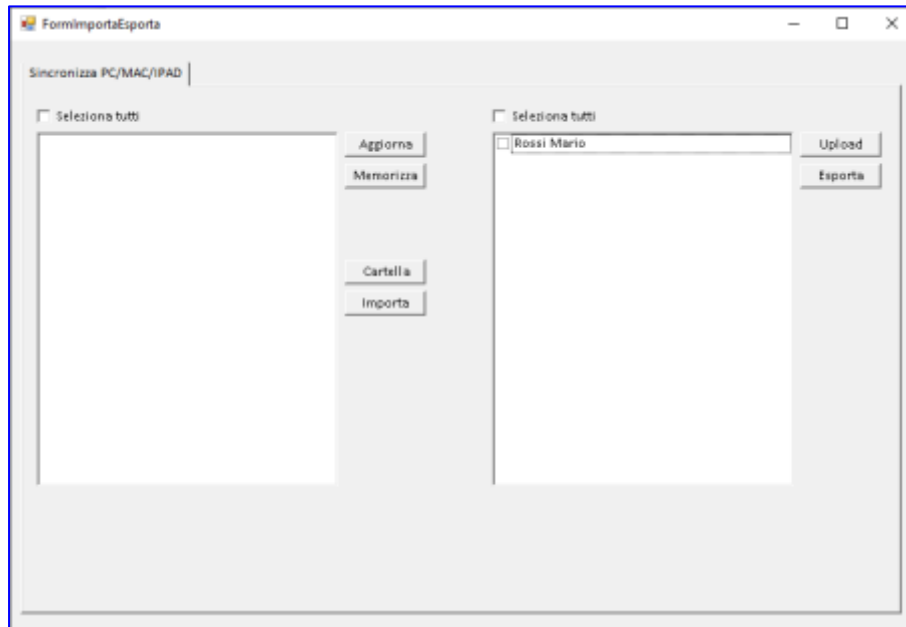 FormImportaEsporta
Sincronizza PC/MAC/IPAD
Seleziona tutti
Aggiorna
Memorizza
Cartella
Importa
Seleziona tutti
Rossi Mario
Upload
Esporta